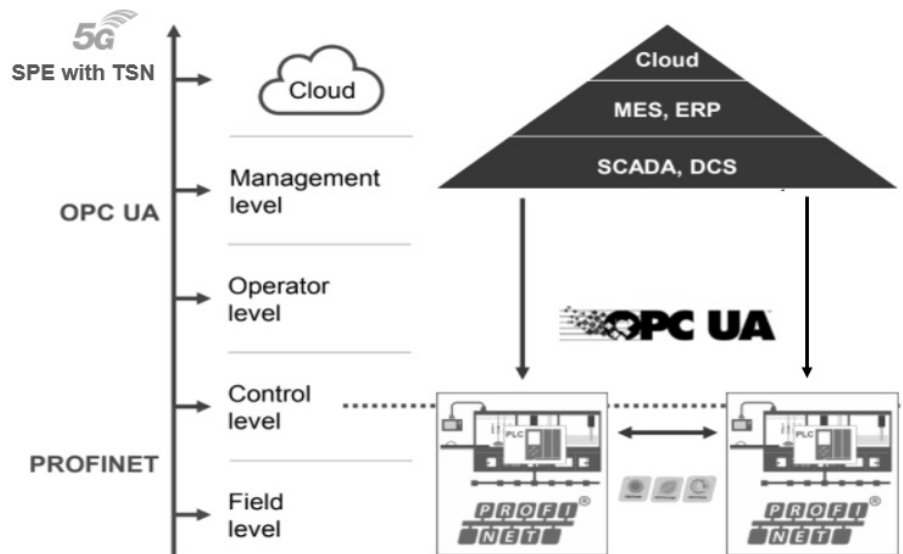 5G
SPE with TSN
Cloud
Management
level
OPC UA
Operator
level
Control
level
PROFINET
Field
level
Cloud
MES, ERP
SCADA, DCS
OPC UA
PLC
PROFI
NET
®
PLC
PROFI
NET
®